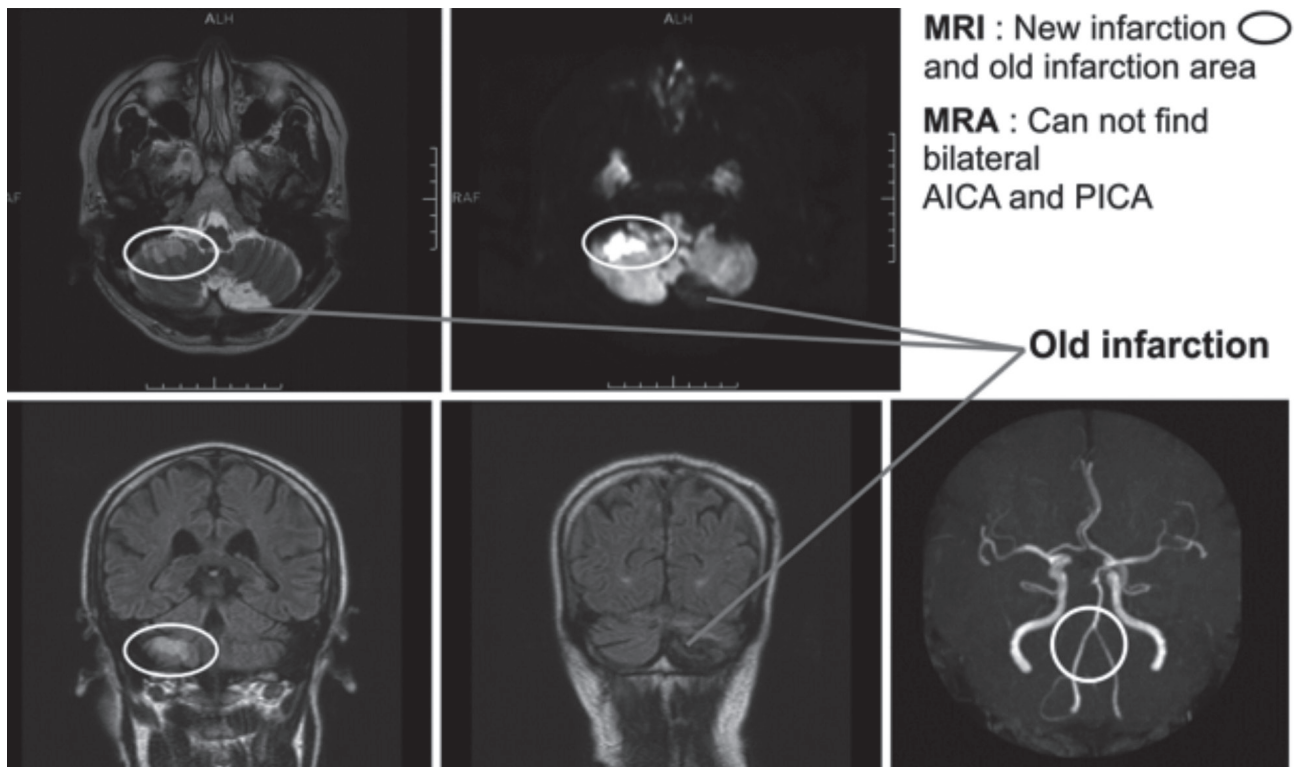 ALH
ALH
AF
RAF
MRI : New infarction
and old infarction area
MRA : Can not find
bilateral
AICA and PICA
Old infarction